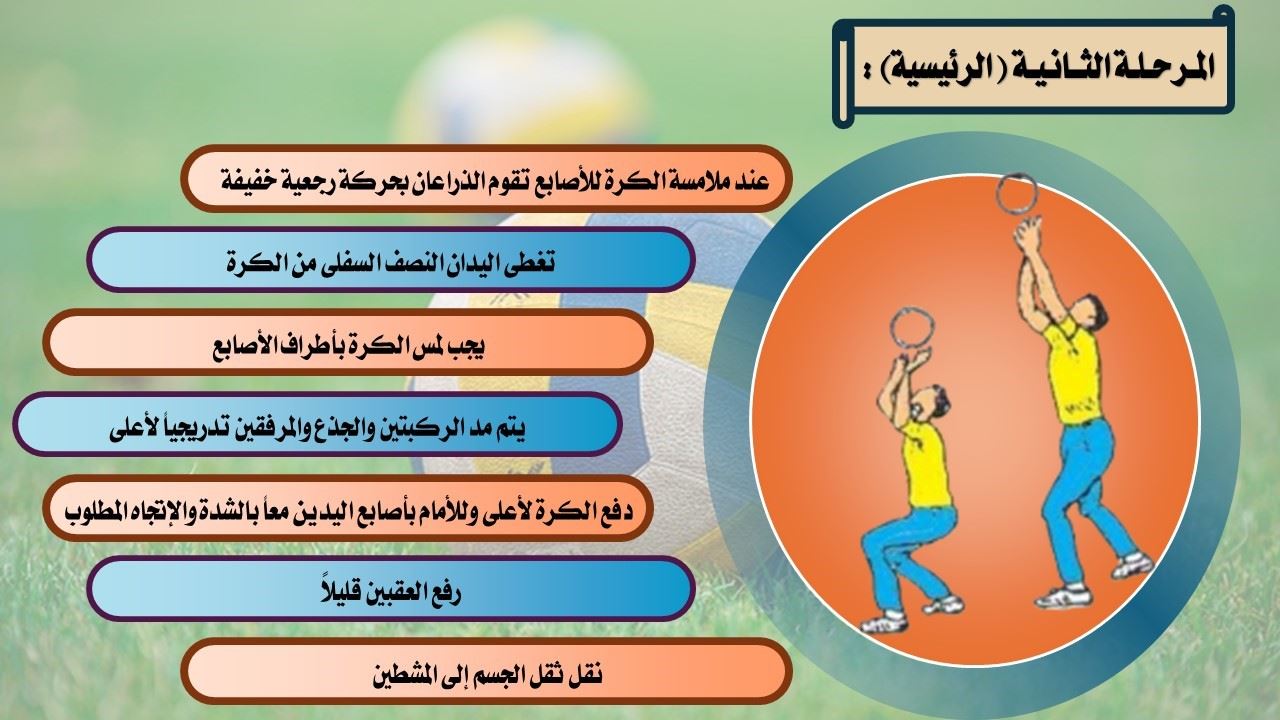 المرحلة الثانية (الرئيسية) :
عند ملامسة الكرة للأصابع تقوم الذراعان بحركة رجعية خفيفة
تغطى اليدان النصف السفلى من الكرة
يجب لمس الكرة بأطراف الأصابع
يتم مد الركبتين والجذع والمرفقين تدريجياً لأعلى
دفع الكرة لأعلى وللأمام بأصابع اليدين معاً بالشدة والإتجاه المطلوب
رفع العقبين قليلاً
نقل ثقل الجسم إلى المشطين